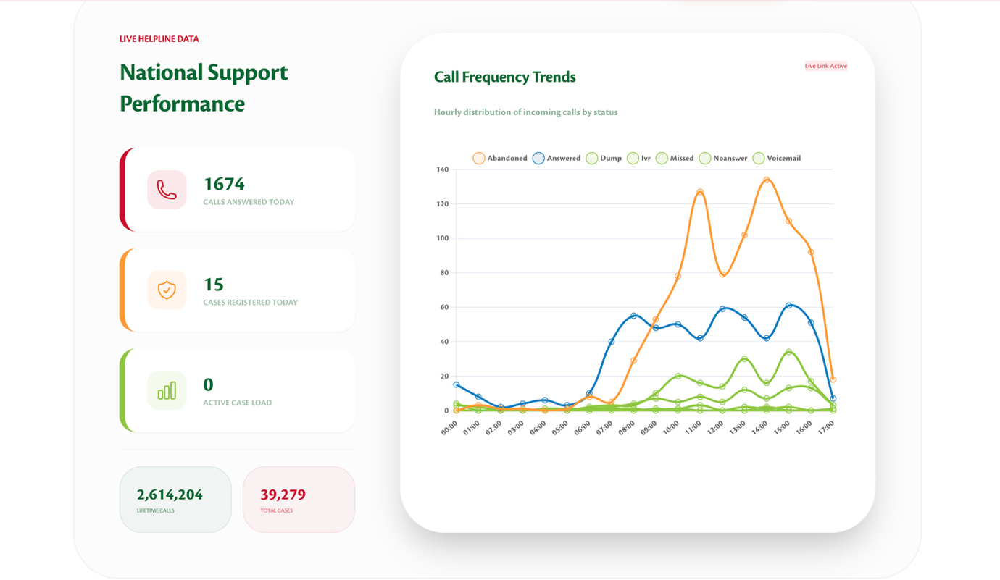 LIVE HELPLINE DATA
National Support
Performance
1674
CALLS ANSWERED TODAY
15
CASES REGISTERED TODAY
0
ACTIVE CASE LOAD
2,614,204
LIFETIME CALLS
39,279
TOTAL CASES
Live Link Active
Call Frequency Trends
Hourly distribution of incoming calls by status
Abandoned Answered Dump Ivr Missed Noanswer Voicemail
140
120
100
80
60
40
20
0
00:00 01:00 02:00 03:00 04:00 05:00 06:00 07:00 08:00 09:00 10:00 11:00 12:00 13:00 14:00 15:00 16:00 17:00